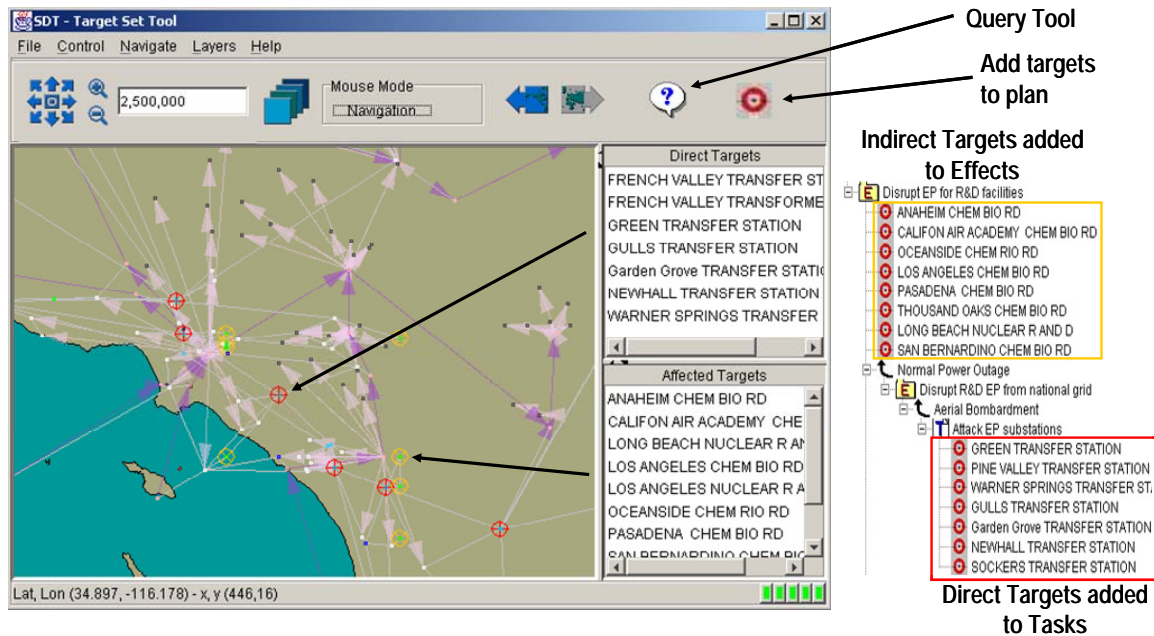 SDT - Target Set Tool
File Control Navigate Layers Help
2,500,000
Mouse Mode
Navigation
?
Query Tool
Add targets
to plan
Direct Targets
FRENCH VALLEY TRANSFER ST
FRENCH VALLEY TRANSFORME
GREEN TRANSFER STATION
GULLS TRANSFER STATION
Garden Grove TRANSFER STATI
NEWHALL TRANSFER STATION
WARNER SPRINGS TRANSFER
Affected Targets
ANAHEIM CHEM BIO RD
CALIFON AIR ACADEMY CHE
LONG BEACH NUCLEAR R AN
LOS ANGELES CHEM BIO RD
LOS ANGELES NUCLEAR R A
OCEANSIDE CHEM RIO RD
PASADENA CHEM BIO RD
SAN BERNARDINO CHEM BIO
Lat, Lon (34.897, -116.178) - x, y (446,16)
Indirect Targets added
to Effects
E Disrupt EP for R&D facilities
ANAHEIM CHEM BIO RD
CALIFON AIR ACADEMY CHEM BIO RD
OCEANSIDE CHEM RIO RD
LOS ANGELES CHEM BIO RD
PASADENA CHEM BIO RD
THOUSAND OAKS CHEM BIO RD
LONG BEACH NUCLEAR R AND D
SAN BERNARDINO CHEM BIO RD
Normal Power Outage
E Disrupt R&D EP from national grid
Aerial Bombardment
T Attack EP substations
GREEN TRANSFER STATION
PINE VALLEY TRANSFER STATION
WARNER SPRINGS TRANSFER ST
GULLS TRANSFER STATION
Garden Grove TRANSFER STATION
NEWHALL TRANSFER STATION
SOCKERS TRANSFER STATION
Direct Targets added
to Tasks